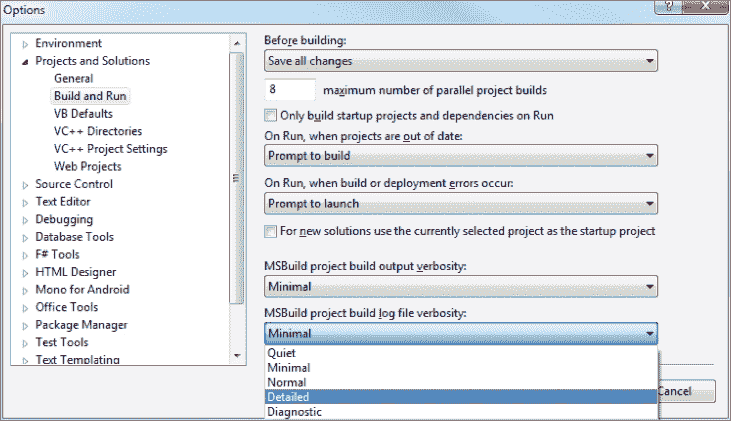 Options
Environment
Projects and Solutions
General
Build and Run
VB Defaults
VC++ Directories
VC++ Project Settings
Web Projects
Source Control
Text Editor
Debugging
Database Tools
F# Tools
HTML Designer
Mono for Android
Office Tools
Package Manager
Test Tools
Text Templating
Before building:
Save all changes
8 maximum number of parallel project builds
Only build startup projects and dependencies on Run
On Run, when projects are out of date:
Prompt to build
On Run, when build or deployment errors occur:
Prompt to launch
For new solutions use the currently selected project as the startup project
MSBuild project build output verbosity:
Minimal
MSBuild project build log file verbosity:
Minimal
Quiet
Minimal
Normal
Detailed
Diagnostic
Cancel